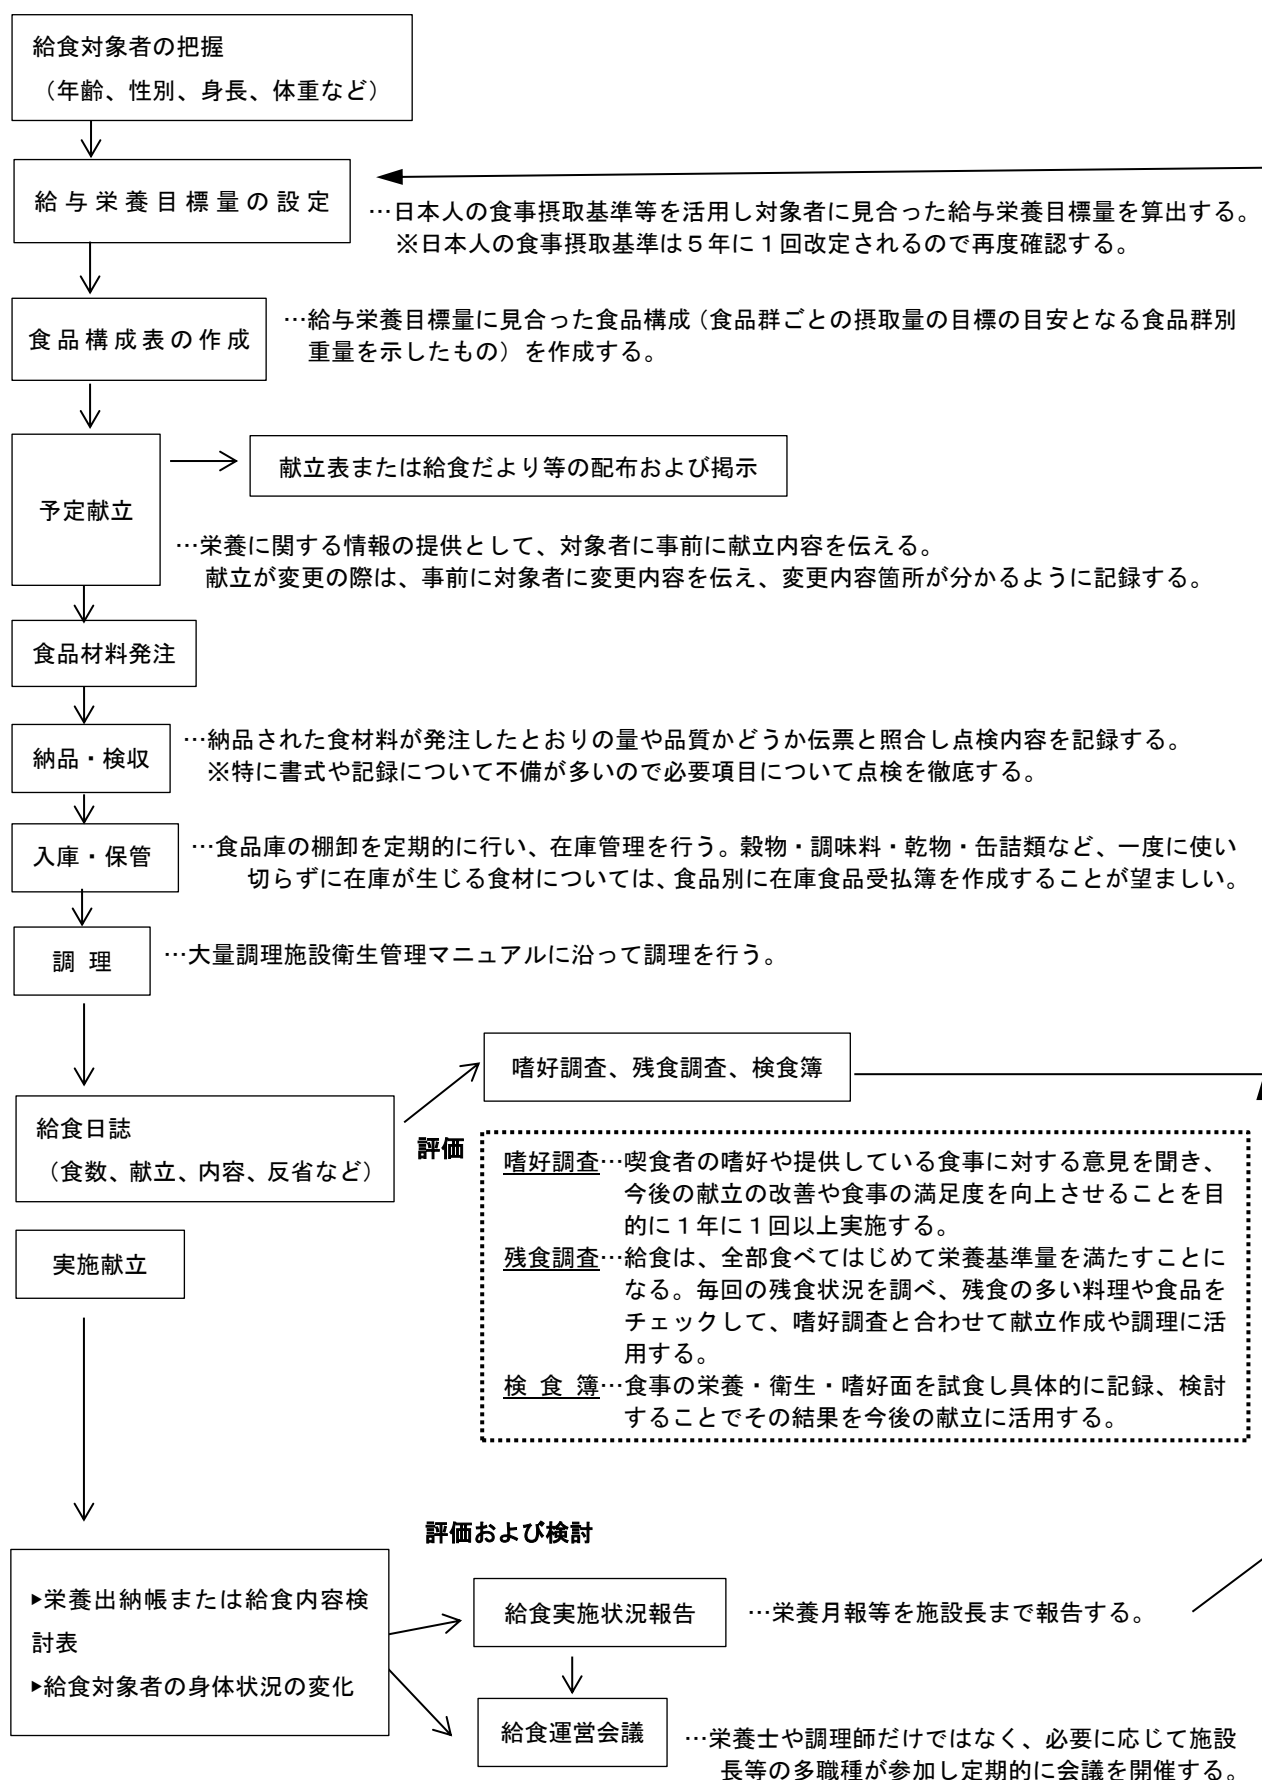 給食対象者の把握
（年齢、性別、身長、体重など）
給与栄養目標量の設定
…日本人の食事摂取基準等を活用し対象者に見合った給与栄養目標量を算出する。
※日本人の食事摂取基準は５年に１回改定されるので再度確認する。
食品構成表の作成
…給与栄養目標量に見合った食品構成（食品群ごとの摂取量の目標の目安となる食品群別
重量を示したもの）を作成する。
予定献立
献立表または給食だより等の配布および掲示
…栄養に関する情報の提供として、対象者に事前に献立内容を伝える。
献立が変更の際は、事前に対象者に変更内容を伝え、変更内容箇所が分かるように記録する。
食品材料発注
納品・検収
…納品された食材料が発注したとおりの量や品質かどうか伝票と照合し点検内容を記録する。
※特に書式や記録について不備が多いので必要項目について点検を徹底する。
入庫・保管
…食品庫の棚卸を定期的に行い、在庫管理を行う。穀物・調味料・乾物・缶詰類など、一度に使い
切らずに在庫が生じる食材については、食品別に在庫食品受払簿を作成することが望ましい。
調 理
…大量調理施設衛生管理マニュアルに沿って調理を行う。
嗜好調査、残食調査、検食簿
給食日誌
（食数、献立、内容、反省など）
評価
嗜好調査…喫食者の嗜好や提供している食事に対する意見を聞き、
今後の献立の改善や食事の満足度を向上させることを目
的に１年に１回以上実施する。
残食調査…給食は、全部食べてはじめて栄養基準量を満たすことに
なる。毎回の残食状況を調べ、残食の多い料理や食品を
チェックして、嗜好調査と合わせて献立作成や調理に活
用する。
検 食 簿…食事の栄養・衛生・嗜好面を試食し具体的に記録、検討
することでその結果を今後の献立に活用する。
実施献立
評価および検討
▶栄養出納帳または給食内容検
討表
▶給食対象者の身体状況の変化
給食実施状況報告
…栄養月報等を施設長まで報告する。
給食運営会議
…栄養士や調理師だけではなく、必要に応じて施設
長等の多職種が参加し定期的に会議を開催する。